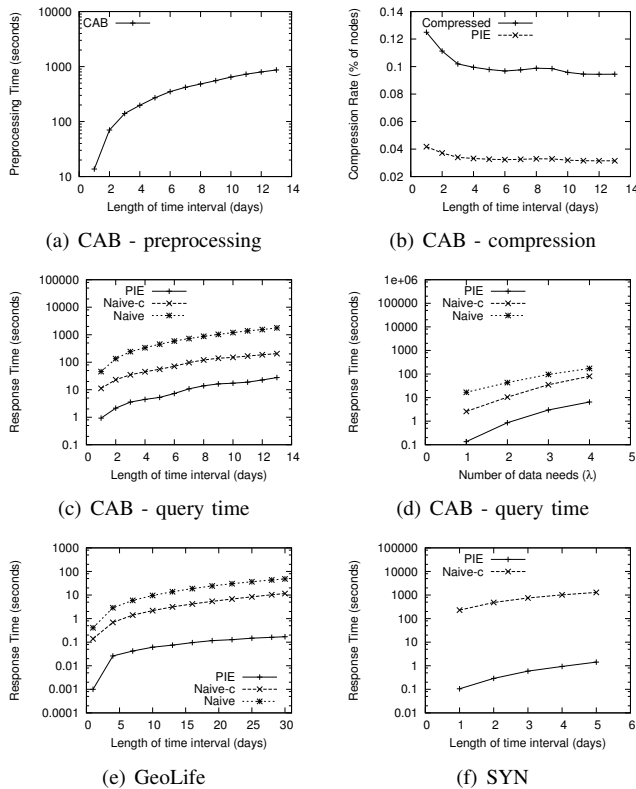 Preprocessing Time (seconds)
1000
1000
100
10
0 2 4 6 8 10 12 14
Length of time interval (days)
CAB
(a) CAB - preprocessing
Compression Rate (% of nodes)
0.14
0.12
0.1
0.08
0.06
0.04
0.02
0 2 4 6 8 10 12 14
Length of time interval (days)
Compressed
PIE
(b) CAB - compression
Response Time (seconds)
100000
10000
1000
100
10
1
0.1
0 2 4 6 8 10 12 14
Length of time interval (days)
PIE
Naive-c
Naive
(c) CAB - query time
Response Time (seconds)
1e+06
100000
10000
1000
100
10
1
0.1
0 1 2 3 4 5
Number of data needs (λ)
PIE
Naive-c
Naive
(d) CAB - query time
Response Time (seconds)
1000
100
10
1
0.1
0.01
0.001
0.0001
0 5 10 15 20 25 30
Length of time interval (days)
PIE
Naive-c
Naive
(e) GeoLife
Response Time (seconds)
100000
10000
1000
100
10
1
0.1
0.01
0 1 2 3 4 5 6
Length of time interval (days)
PIE
Naive-c
(f) SYN